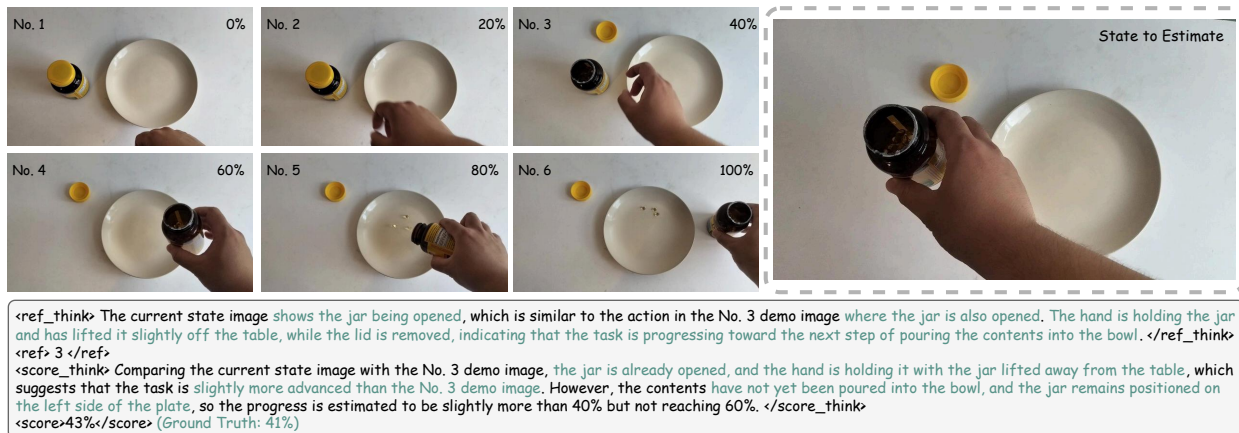 No. 1 0%
No. 2 20%
No. 3 40%
State to Estimate
No. 4 60%
No. 5 80%
No. 6 100%
<ref_think> The current state image shows the jar being opened, which is similar to the action in the No. 3 demo image where the jar is also opened. The hand is holding the jar
and has lifted it slightly off the table, while the lid is removed, indicating that the task is progressing toward the next step of pouring the contents into the bowl. </ref_think>
<ref> 3 </ref>
<score_think> Comparing the current state image with the No. 3 demo image, the jar is already opened, and the hand is holding it with the jar lifted away from the table, which
suggests that the task is slightly more advanced than the No. 3 demo image. However, the contents have not yet been poured into the bowl, and the jar remains positioned on
the left side of the plate, so the progress is estimated to be slightly more than 40% but not reaching 60%. </score_think>
<score>43%</score> (Ground Truth: 41%)